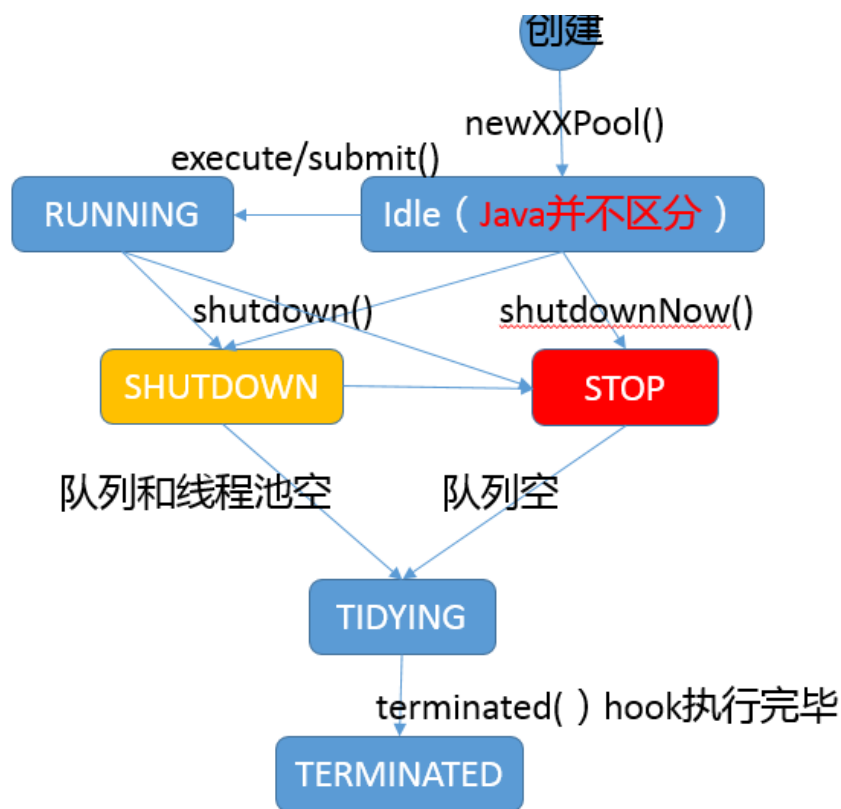 创建
newXXPool()
execute/submit()
RUNNING
Idle（Java并不区分）
shutdown()
shutdownNow()
SHUTDOWN
STOP
队列和线程池空
队列空
TIDYING
terminated( ) hook执行完毕
TERMINATED